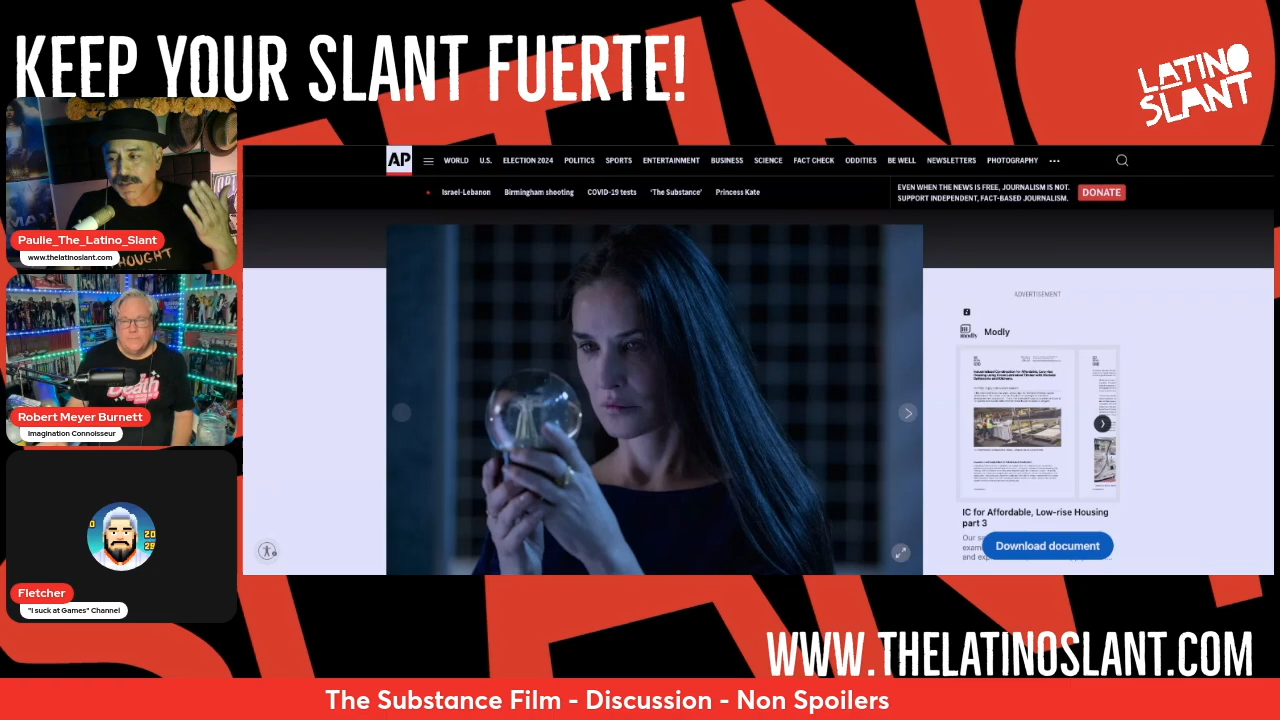 KEEP YOUR SLANT FUERTE!
LATINO
SLANT
THOUGHT
Paulie_The_Latino_Slant
www.thelatinoslant.com
Death
Robert Meyer Burnett
Imagination Connoisseur
20
Fletcher
"I suck at Games" Channel
AP
WORLD U.S. ELECTION 2024 POLITICS SPORTS ENTERTAINMENT BUSINESS SCIENCE FACT CHECK ODDITIES BE WELL NEWSLETTERS PHOTOGRAPHY ...
Israel-Lebanon Birmingham shooting COVID-19 tests 'The Substance' Princess Kate
EVEN WHEN THE NEWS IS FREE, JOURNALISM IS NOT.
SUPPORT INDEPENDENT, FACT-BASED JOURNALISM.
DONATE
ADVERTISEMENT
Modly
IC for Affordable, Low-rise Housing
part 3
Download document
WWW.THELATINOSLANT.COM
The Substance Film - Discussion - Non Spoilers